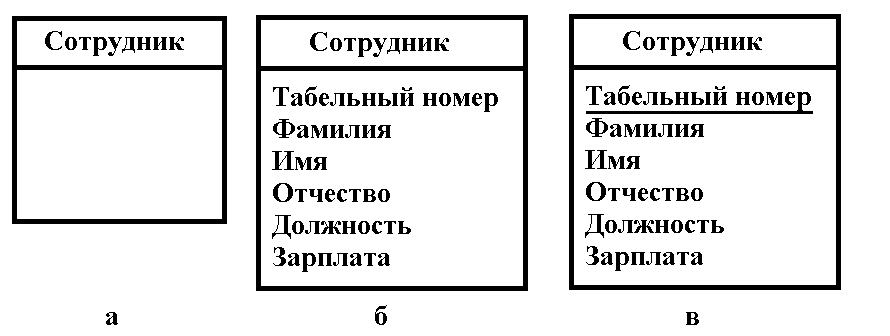 Сотрудник
а
Сотрудник
Табельный номер
Фамилия
Имя
Отчество
Должность
Зарплата
б
Сотрудник
Табельный номер
Фамилия
Имя
Отчество
Должность
Зарплата
в